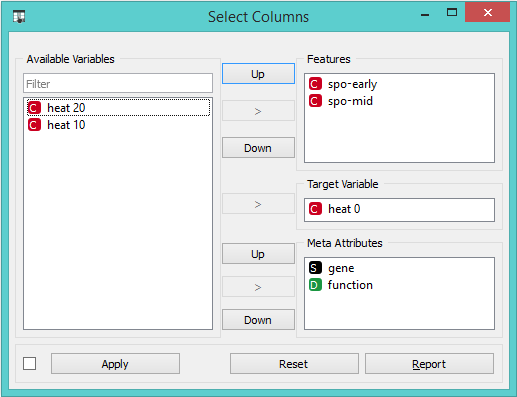 Select Columns
Available Variables
Filter
C heat 20
C heat 10
Up
>
Down
>
Up
>
Down
Features
C spo-early
C spo-mid
Target Variable
C heat 0
Meta Attributes
S gene
D function
Apply
Reset
Report